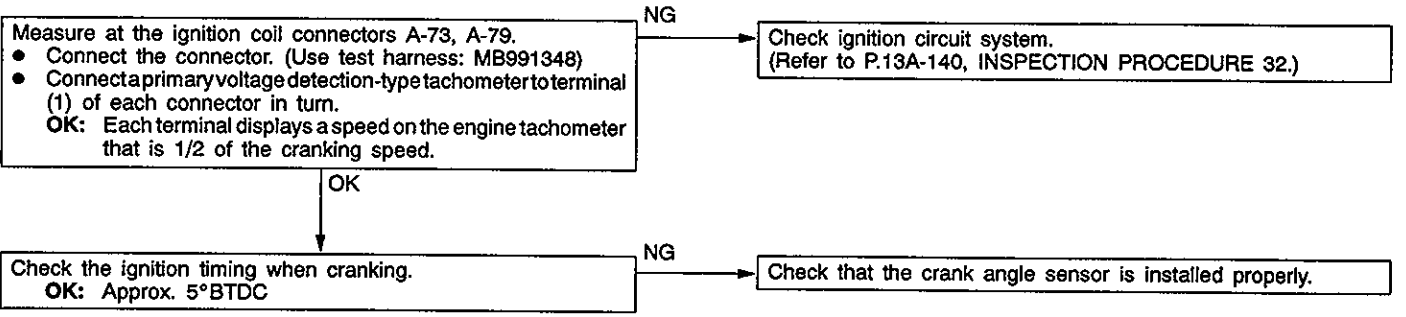 Measure at the ignition coil connectors A-73, A-79.
● Connect the connector. (Use test harness: MB991348)
● Connect a primary voltage detection-type tachometer to terminal
(1) of each connector in turn.
OK: Each terminal displays a speed on the engine tachometer
that is 1/2 of the cranking speed.
NG
Check ignition circuit system.
(Refer to P.13A-140, INSPECTION PROCEDURE 32.)
OK
Check the ignition timing when cranking.
OK: Approx. 5°BTDC
NG
Check that the crank angle sensor is installed properly.